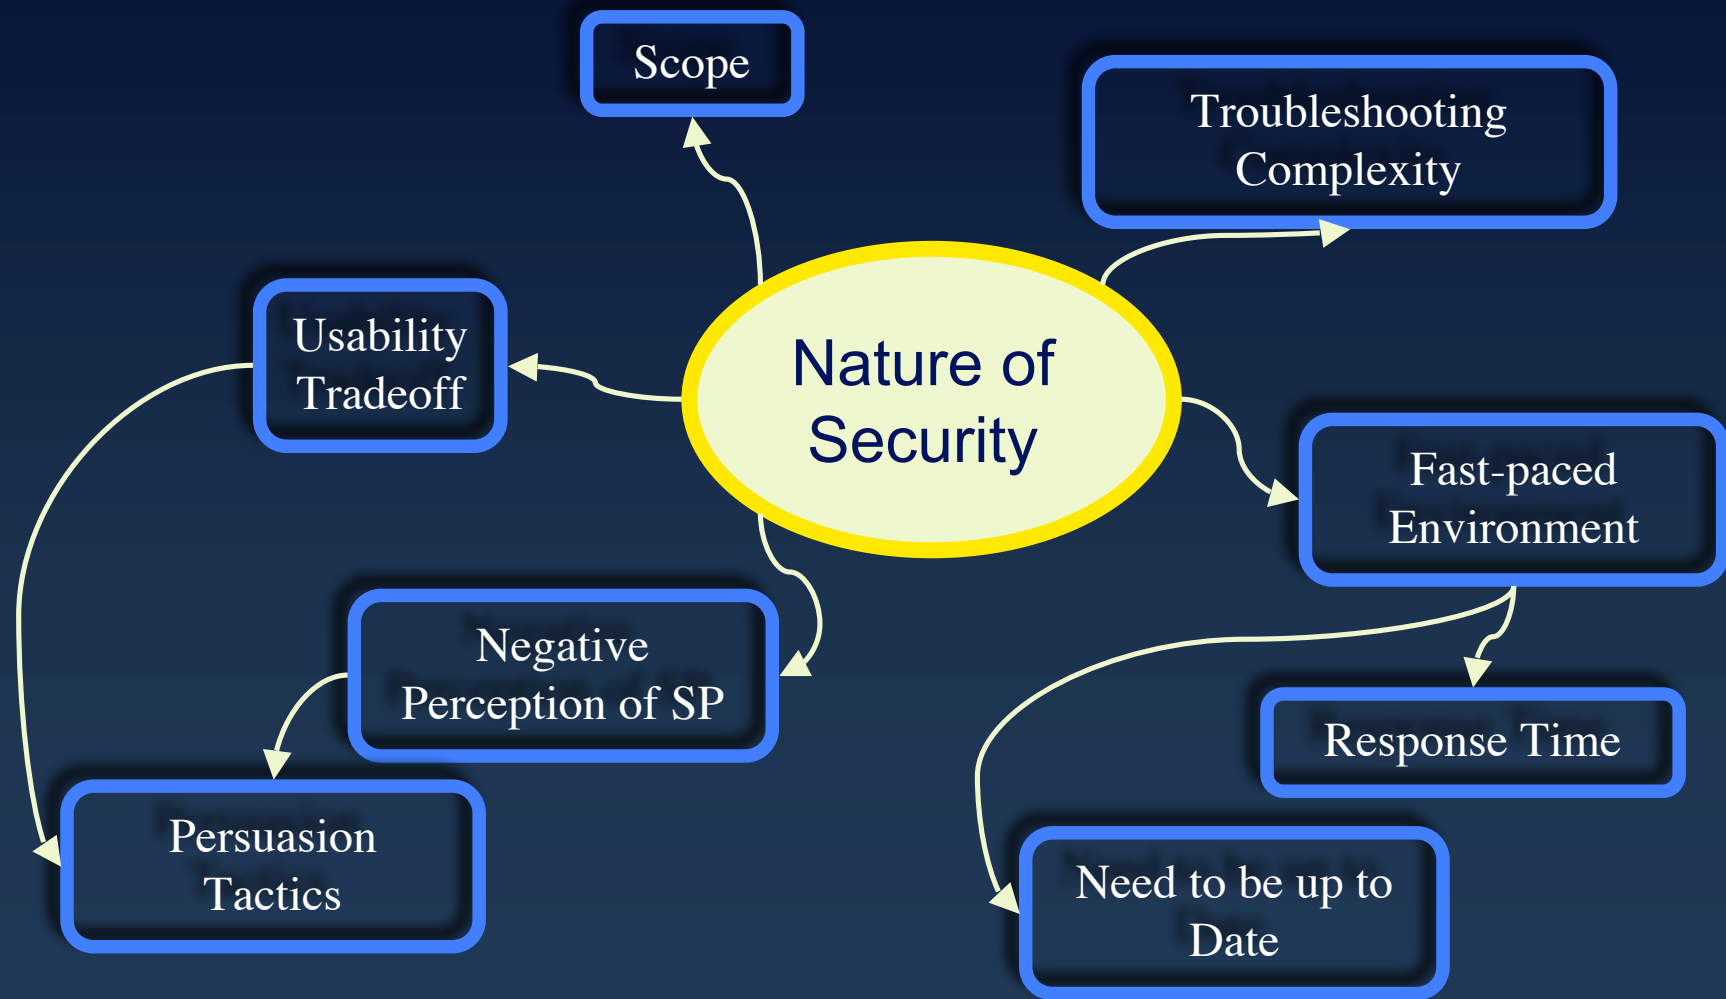 Scope
Troubleshooting
Complexity
Usability
Tradeoff
Nature of
Security
Fast-paced
Environment
Negative
Perception of SP
Response Time
Persuasion
Tactics
Need to be up to
Date